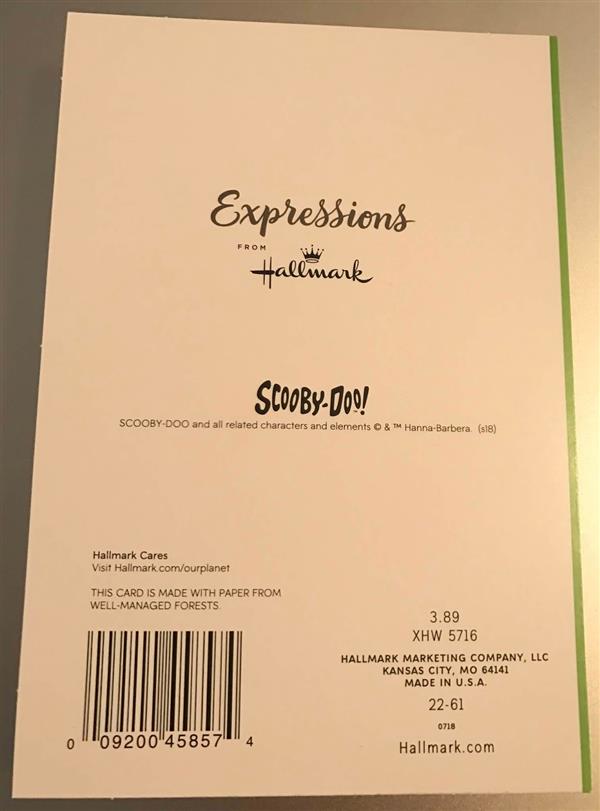 Expressions
FROM
Hallmark
SCOOBY-DOO!
SCOOBY-DOO and all related characters and elements © & ™ Hanna-Barbera. (s18)
Hallmark Cares
Visit Hallmark.com/ourplanet
THIS CARD IS MADE WITH PAPER FROM
WELL-MANAGED FORESTS.
0 09200 45857 4
3.89
XHW 5716
HALLMARK MARKETING COMPANY, LLC
KANSAS CITY, MO 64141
MADE IN U.S.A.
22-61
0718
Hallmark.com